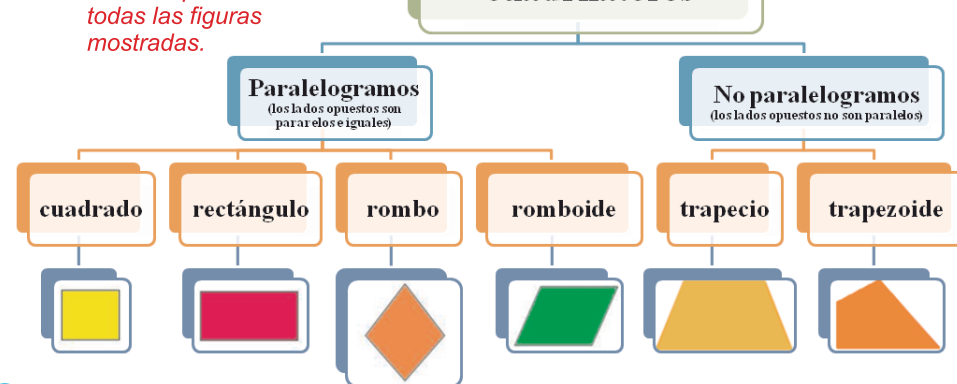 todas las figuras
mostradas.
Paralelogramos
(los lados opuestos son
pararelos e iguales)
No paralelogramos
(los lados opuestos no son paralelos)
cuadrado
rectángulo
rombo
romboide
trapecio
trapezoide